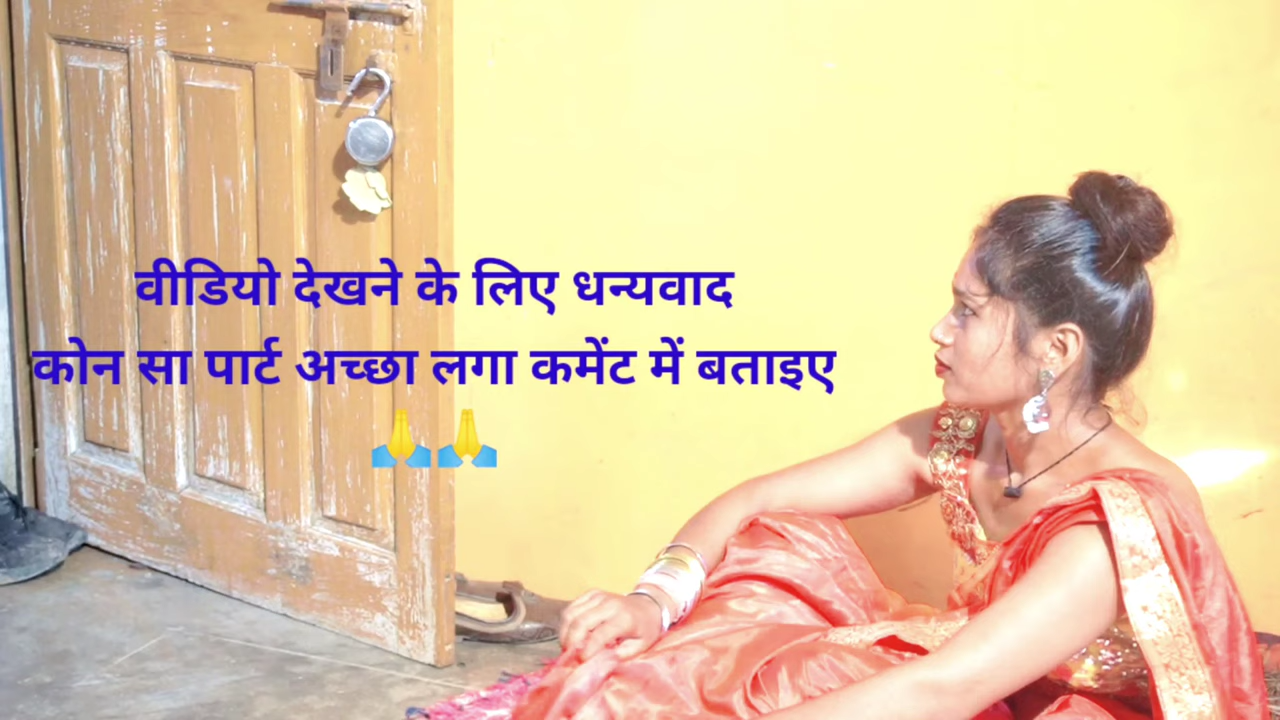 वीडियो देखने के लिए धन्यवाद
कोन सा पार्ट अच्छा लगा कमेंट में बताइए
🙏🙏